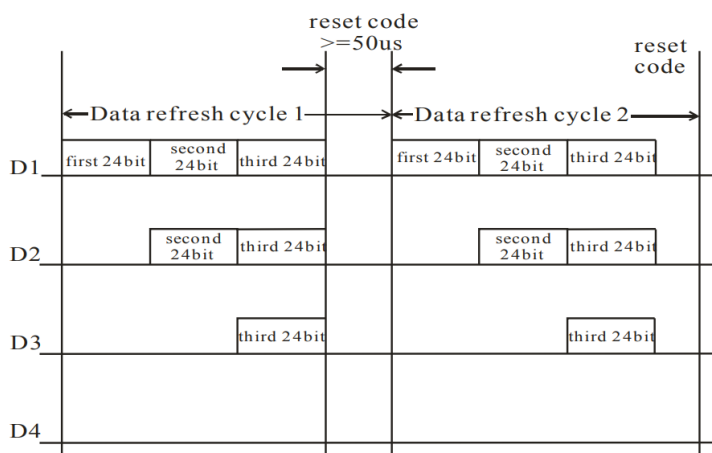 reset code
>=50us
reset
code
Data refresh cycle 1
Data refresh cycle 2
D1
first 24bit
second
24bit
third 24bit
first 24bit
second
24bit
third 24bit
D2
second
24bit
third 24bit
second
24bit
third 24bit
D3
third 24bit
third 24bit
D4